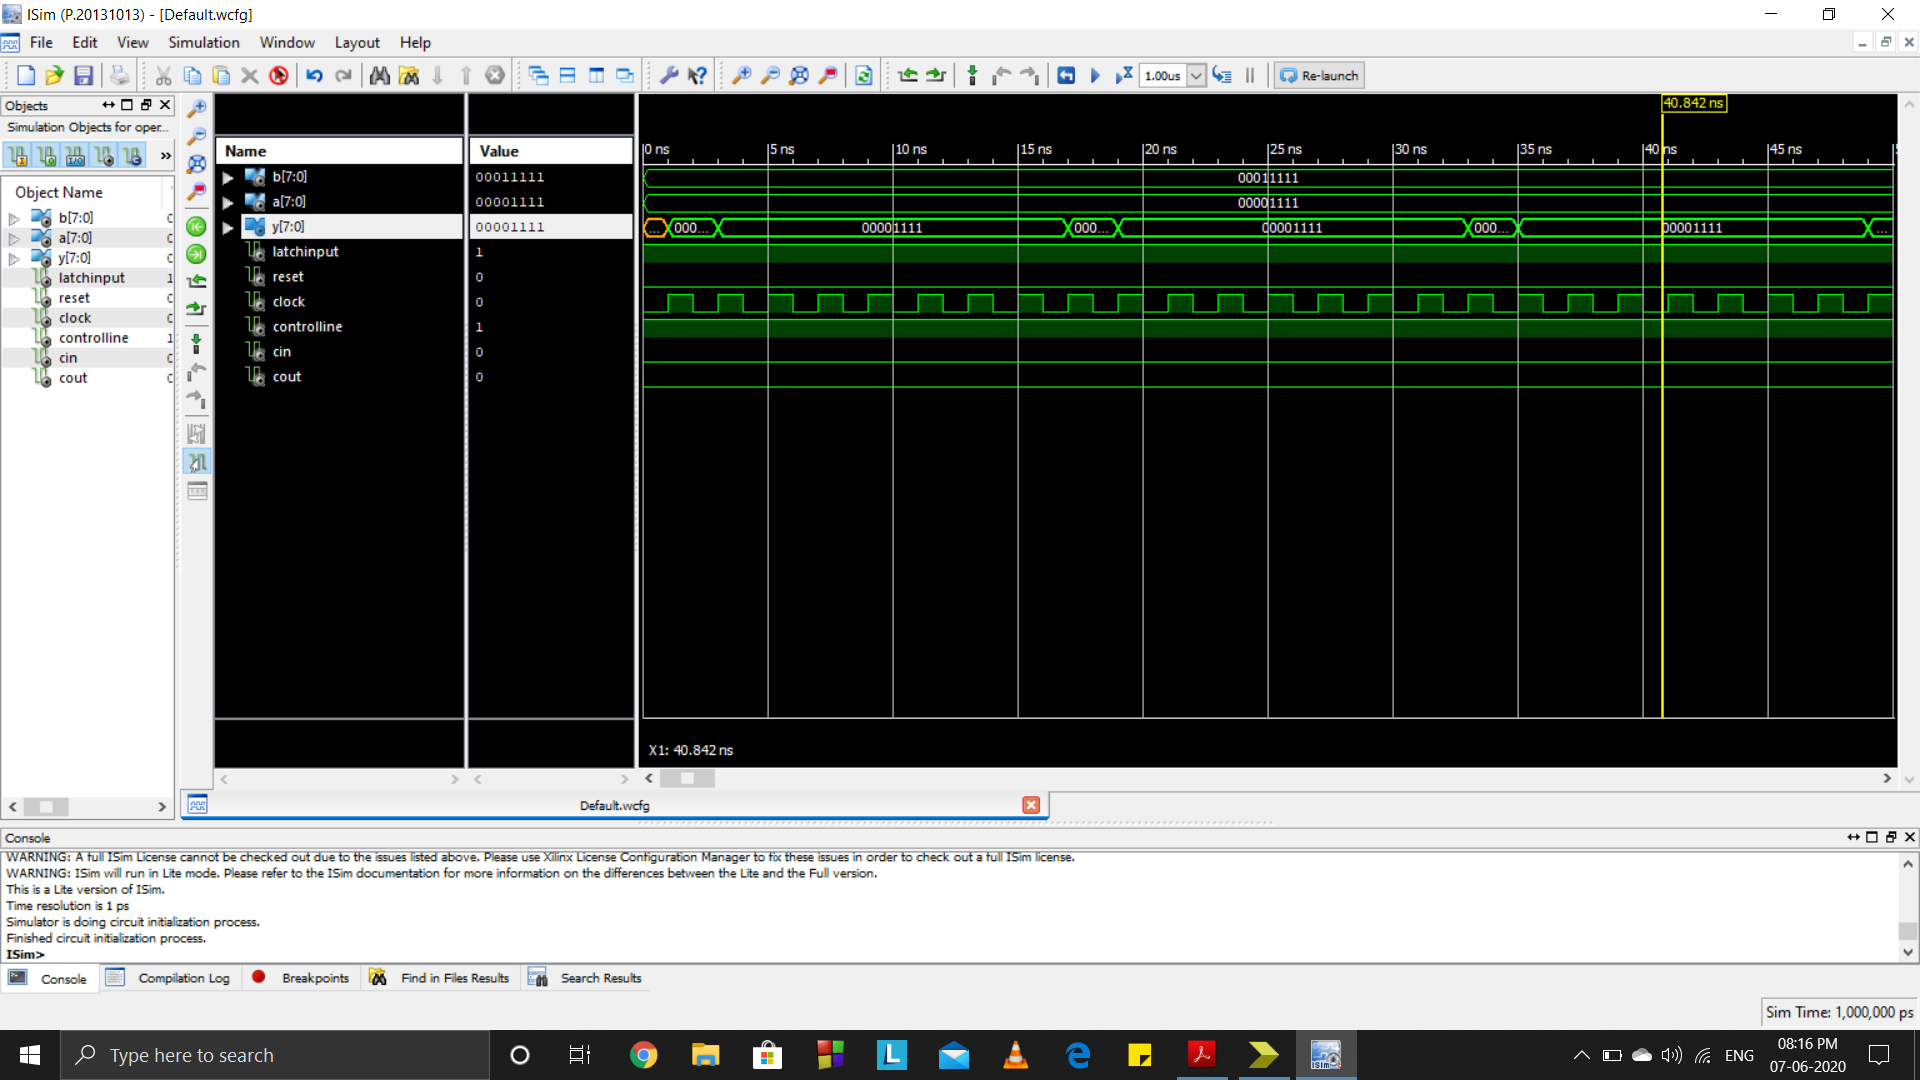 ISim (P.20131013) - [Default.wcfg]
File Edit View Simulation Window Layout Help
1.00us Re-launch
Objects
Simulation Objects for oper...
Object Name
b[7:0]
a[7:0]
y[7:0]
latchinput 1
reset
clock
controlline 1
cin
cout
Name Value
b[7:0] 00011111
a[7:0] 00001111
y[7:0] 00001111
latchinput 1
reset 0
clock 0
controlline 1
cin 0
cout 0
40.842 ns
0 ns 5 ns 10 ns 15 ns 20 ns 25 ns 30 ns 35 ns 40 ns 45 ns
00011111
00001111
... 000... 00001111 000... 00001111 000... 00001111 ...
X1: 40.842 ns
Default.wcfg
Console
WARNING: A full ISim License cannot be checked out due to the issues listed above. Please use Xilinx License Configuration Manager to fix these issues in order to check out a full ISim license.
WARNING: ISim will run in Lite mode. Please refer to the ISim documentation for more information on the differences between the Lite and the Full version.
This is a Lite version of ISim.
Time resolution is 1 ps
Simulator is doing circuit initialization process.
Finished circuit initialization process.
ISim>
Console Compilation Log Breakpoints Find in Files Results Search Results
Sim Time: 1,000,000 ps
Type here to search
ENG
08:16 PM
07-06-2020